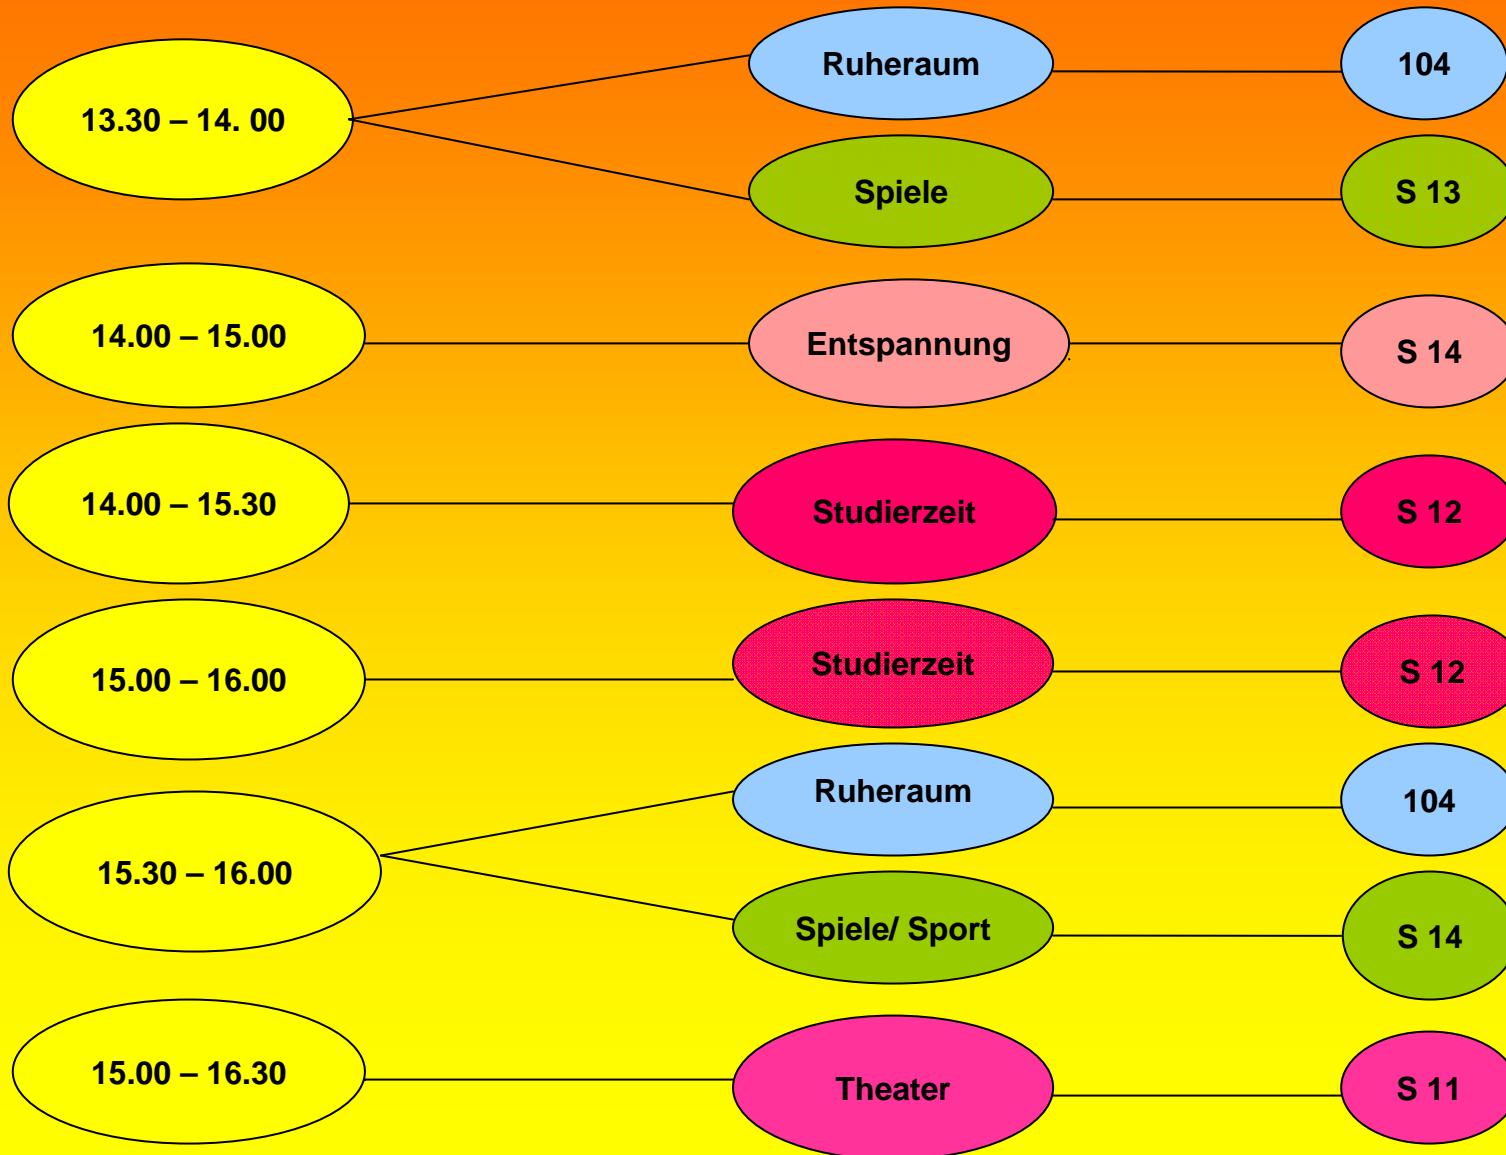 13.30 – 14. 00
Ruheraum
104
Spiele
S 13
14.00 – 15.00
Entspannung
S 14
14.00 – 15.30
Studierzeit
S 12
15.00 – 16.00
Studierzeit
S 12
15.30 – 16.00
Ruheraum
104
Spiele/ Sport
S 14
15.00 – 16.30
Theater
S 11